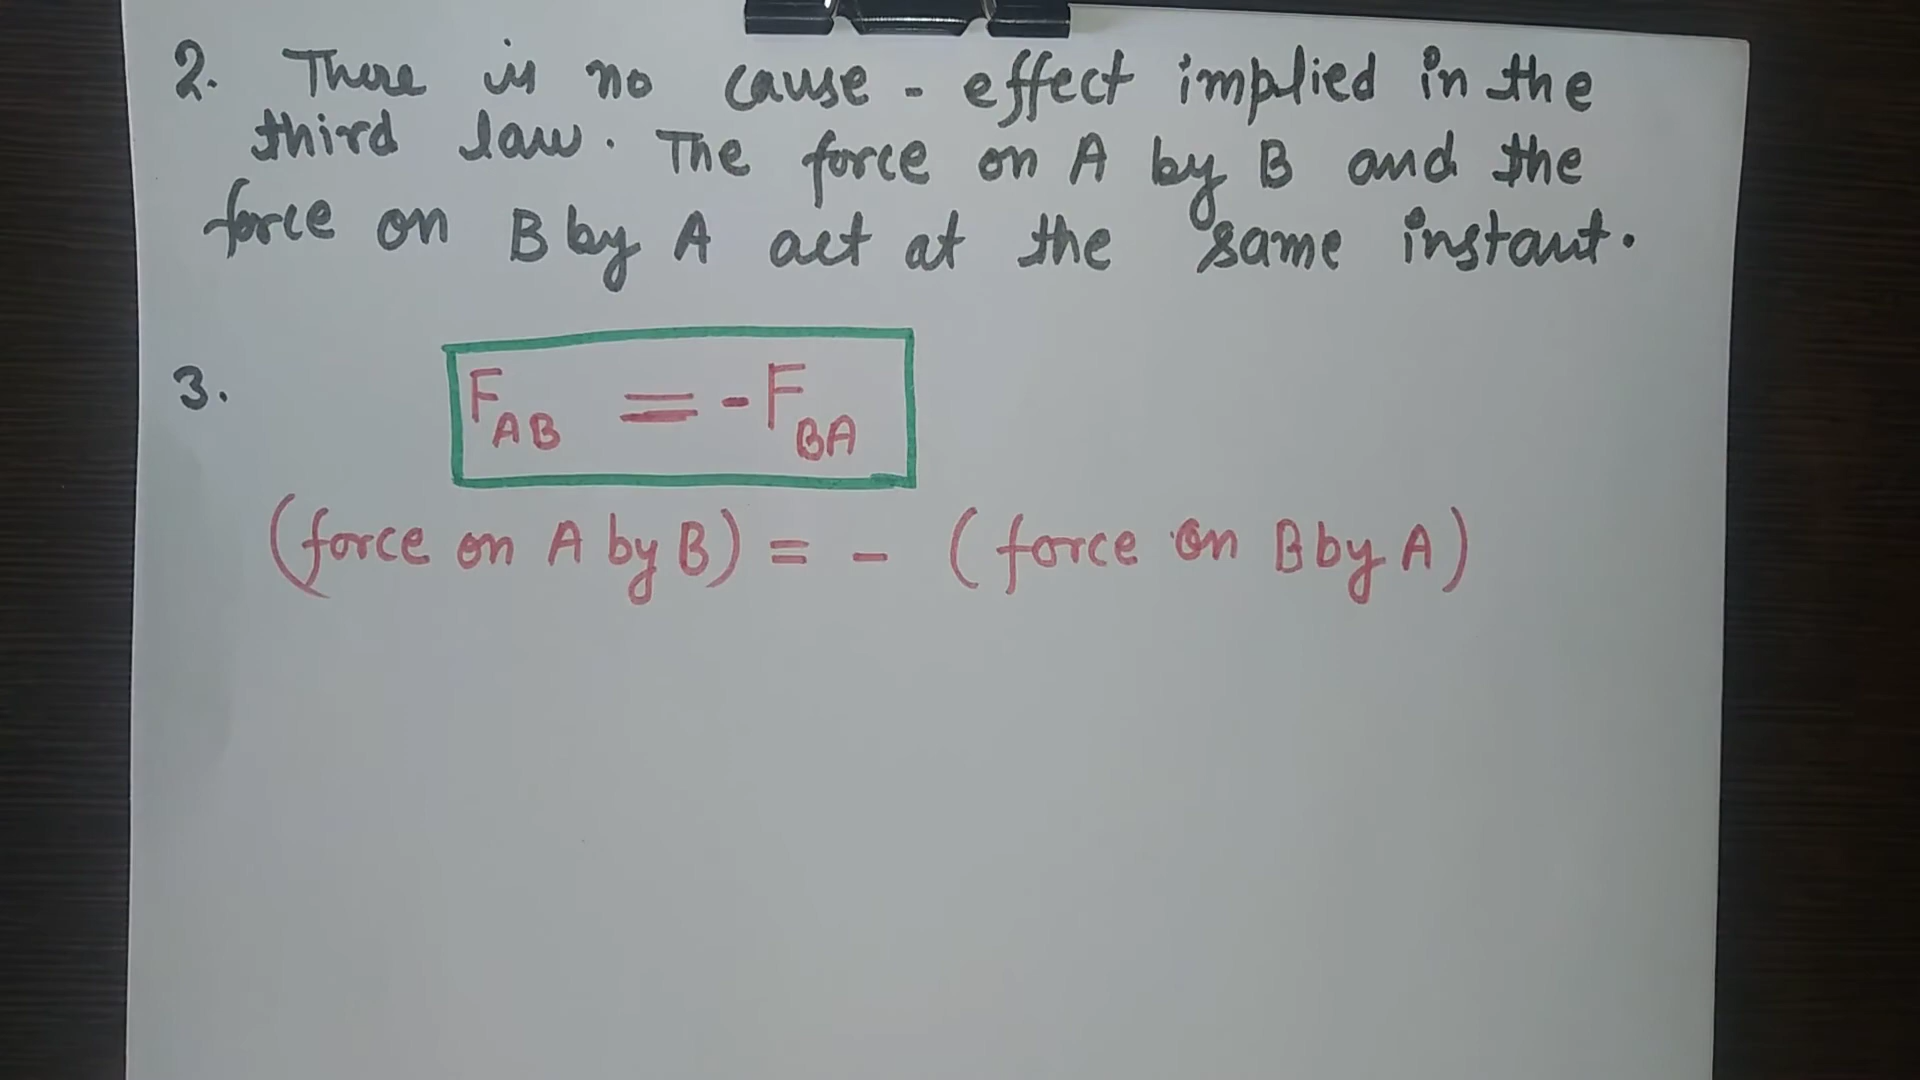 2. There is no cause - effect implied in the
third law. The force on A by B and the
force on B by A act at the same instant.
3. F_AB = -F_BA
(force on A by B) = - (force on B by A)